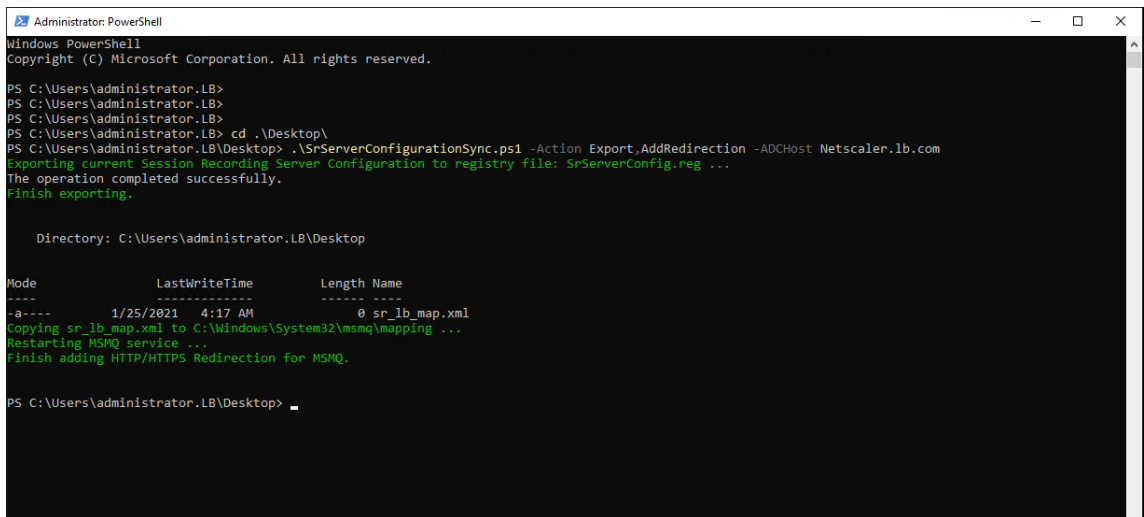 Administrator: PowerShell
Windows PowerShell
Copyright (C) Microsoft Corporation. All rights reserved.
PS C:\Users\administrator.LB>
PS C:\Users\administrator.LB>
PS C:\Users\administrator.LB>
PS C:\Users\administrator.LB> cd .\Desktop\
PS C:\Users\administrator.LB\Desktop> .\SrServerConfigurationSync.ps1 -Action Export,AddRedirection -ADCHost Netscaler.lb.com
Exporting current Session Recording Server Configuration to registry file: SrServerConfig.reg ...
The operation completed successfully.
Finish exporting.
Directory: C:\Users\administrator.LB\Desktop
Mode                LastWriteTime         Length Name
----                -------------         ------ ----
-a----        1/25/2021   4:17 AM              0 sr_lb_map.xml
Copying sr_lb_map.xml to C:\Windows\System32\msmq\mapping ...
Restarting MSMQ service ...
Finish adding HTTP/HTTPS Redirection for MSMQ.
PS C:\Users\administrator.LB\Desktop>